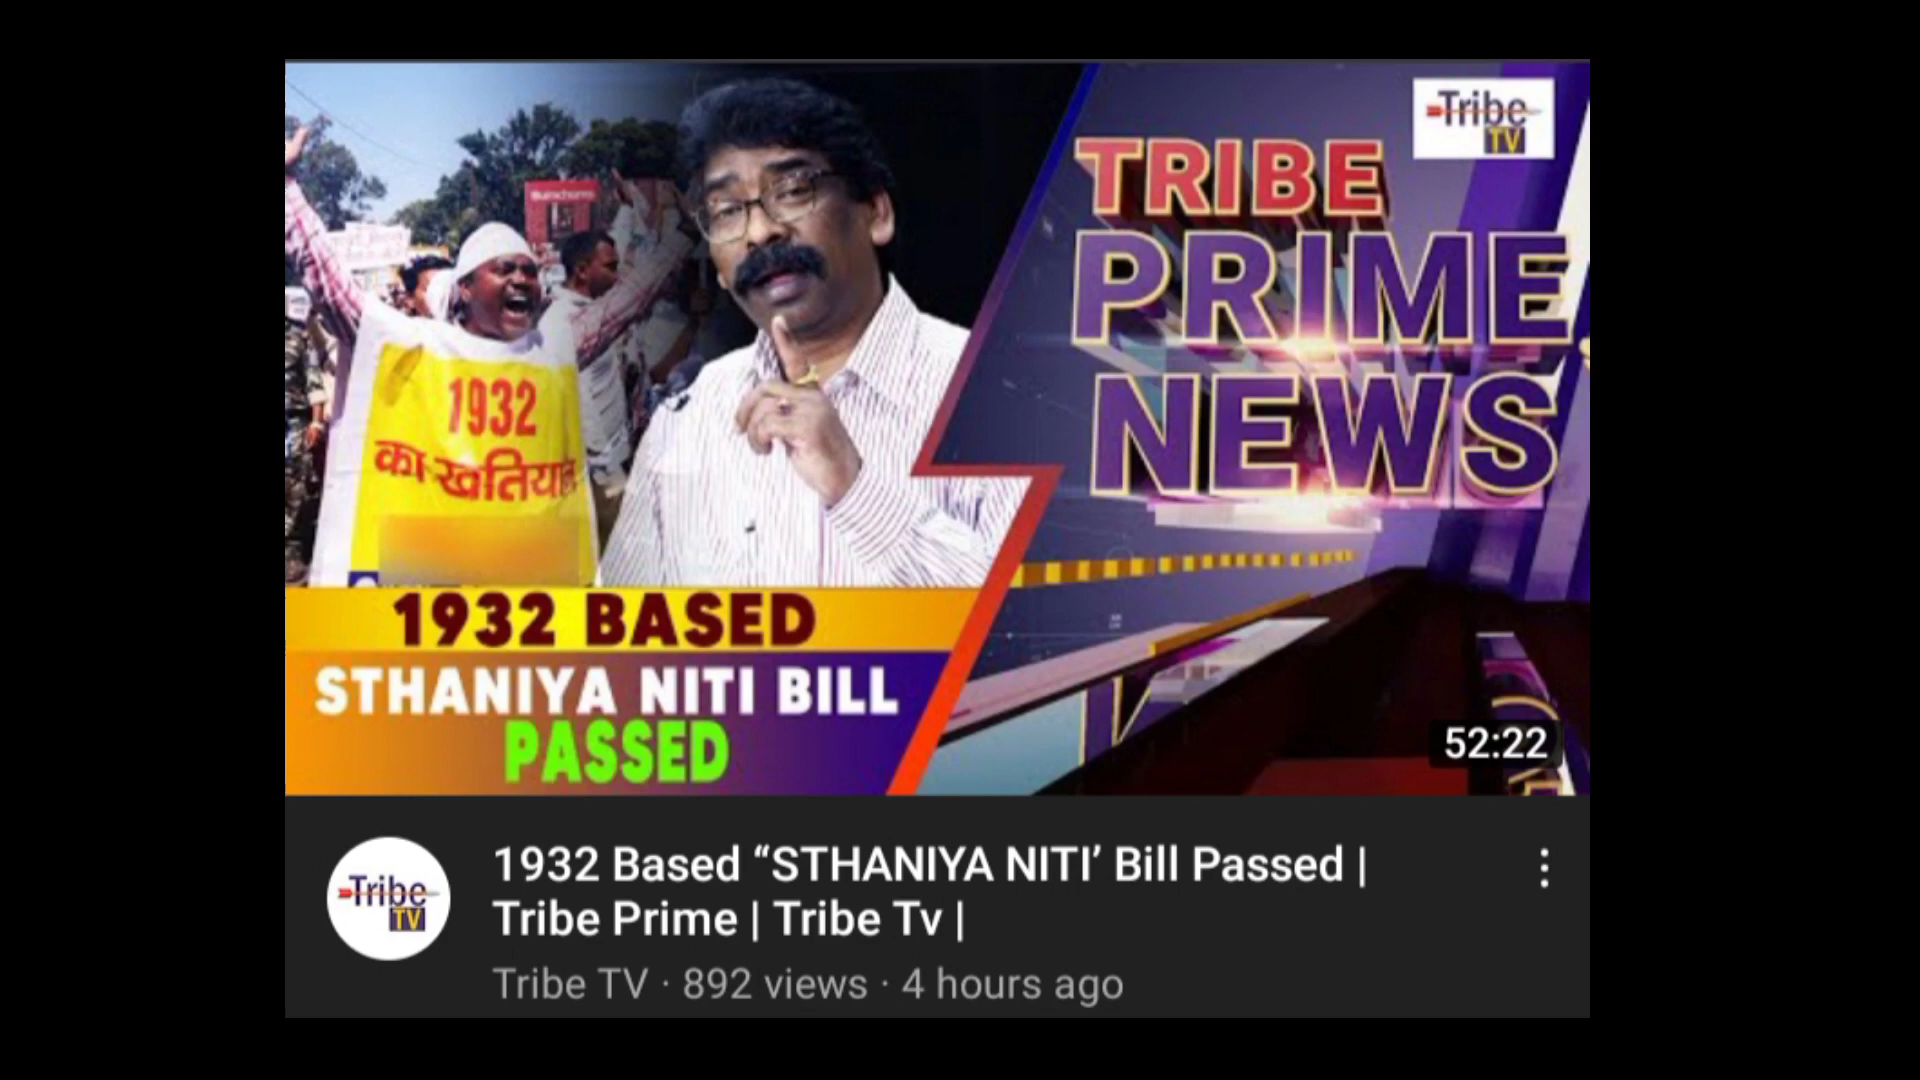 Tribe
TV
TRIBE
PRIME
NEWS
1932
का खतियान
1932 BASED
STHANIYA NITI BILL
PASSED
52:22
Tribe
TV
1932 Based “STHANIYA NITI’ Bill Passed |
Tribe Prime | Tribe Tv |
Tribe TV · 892 views · 4 hours ago